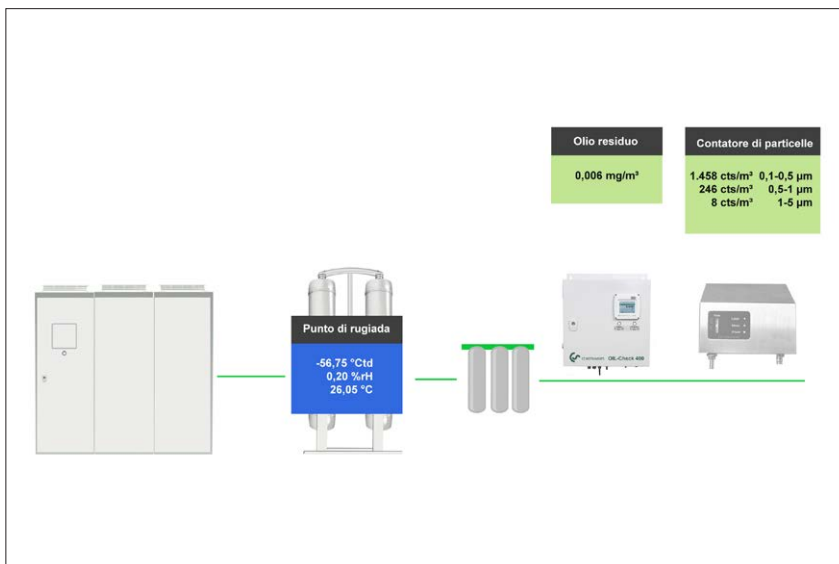 Olio residuo
0,006 mg/m³
Contatore di particelle
1.458 cts/m³ 0,1-0,5 µm
246 cts/m³ 0,5-1 µm
8 cts/m³ 1-5 µm
Punto di rugiada
-56,75 °Ctd
0,20 %rH
26,05 °C
OIL-Check 400